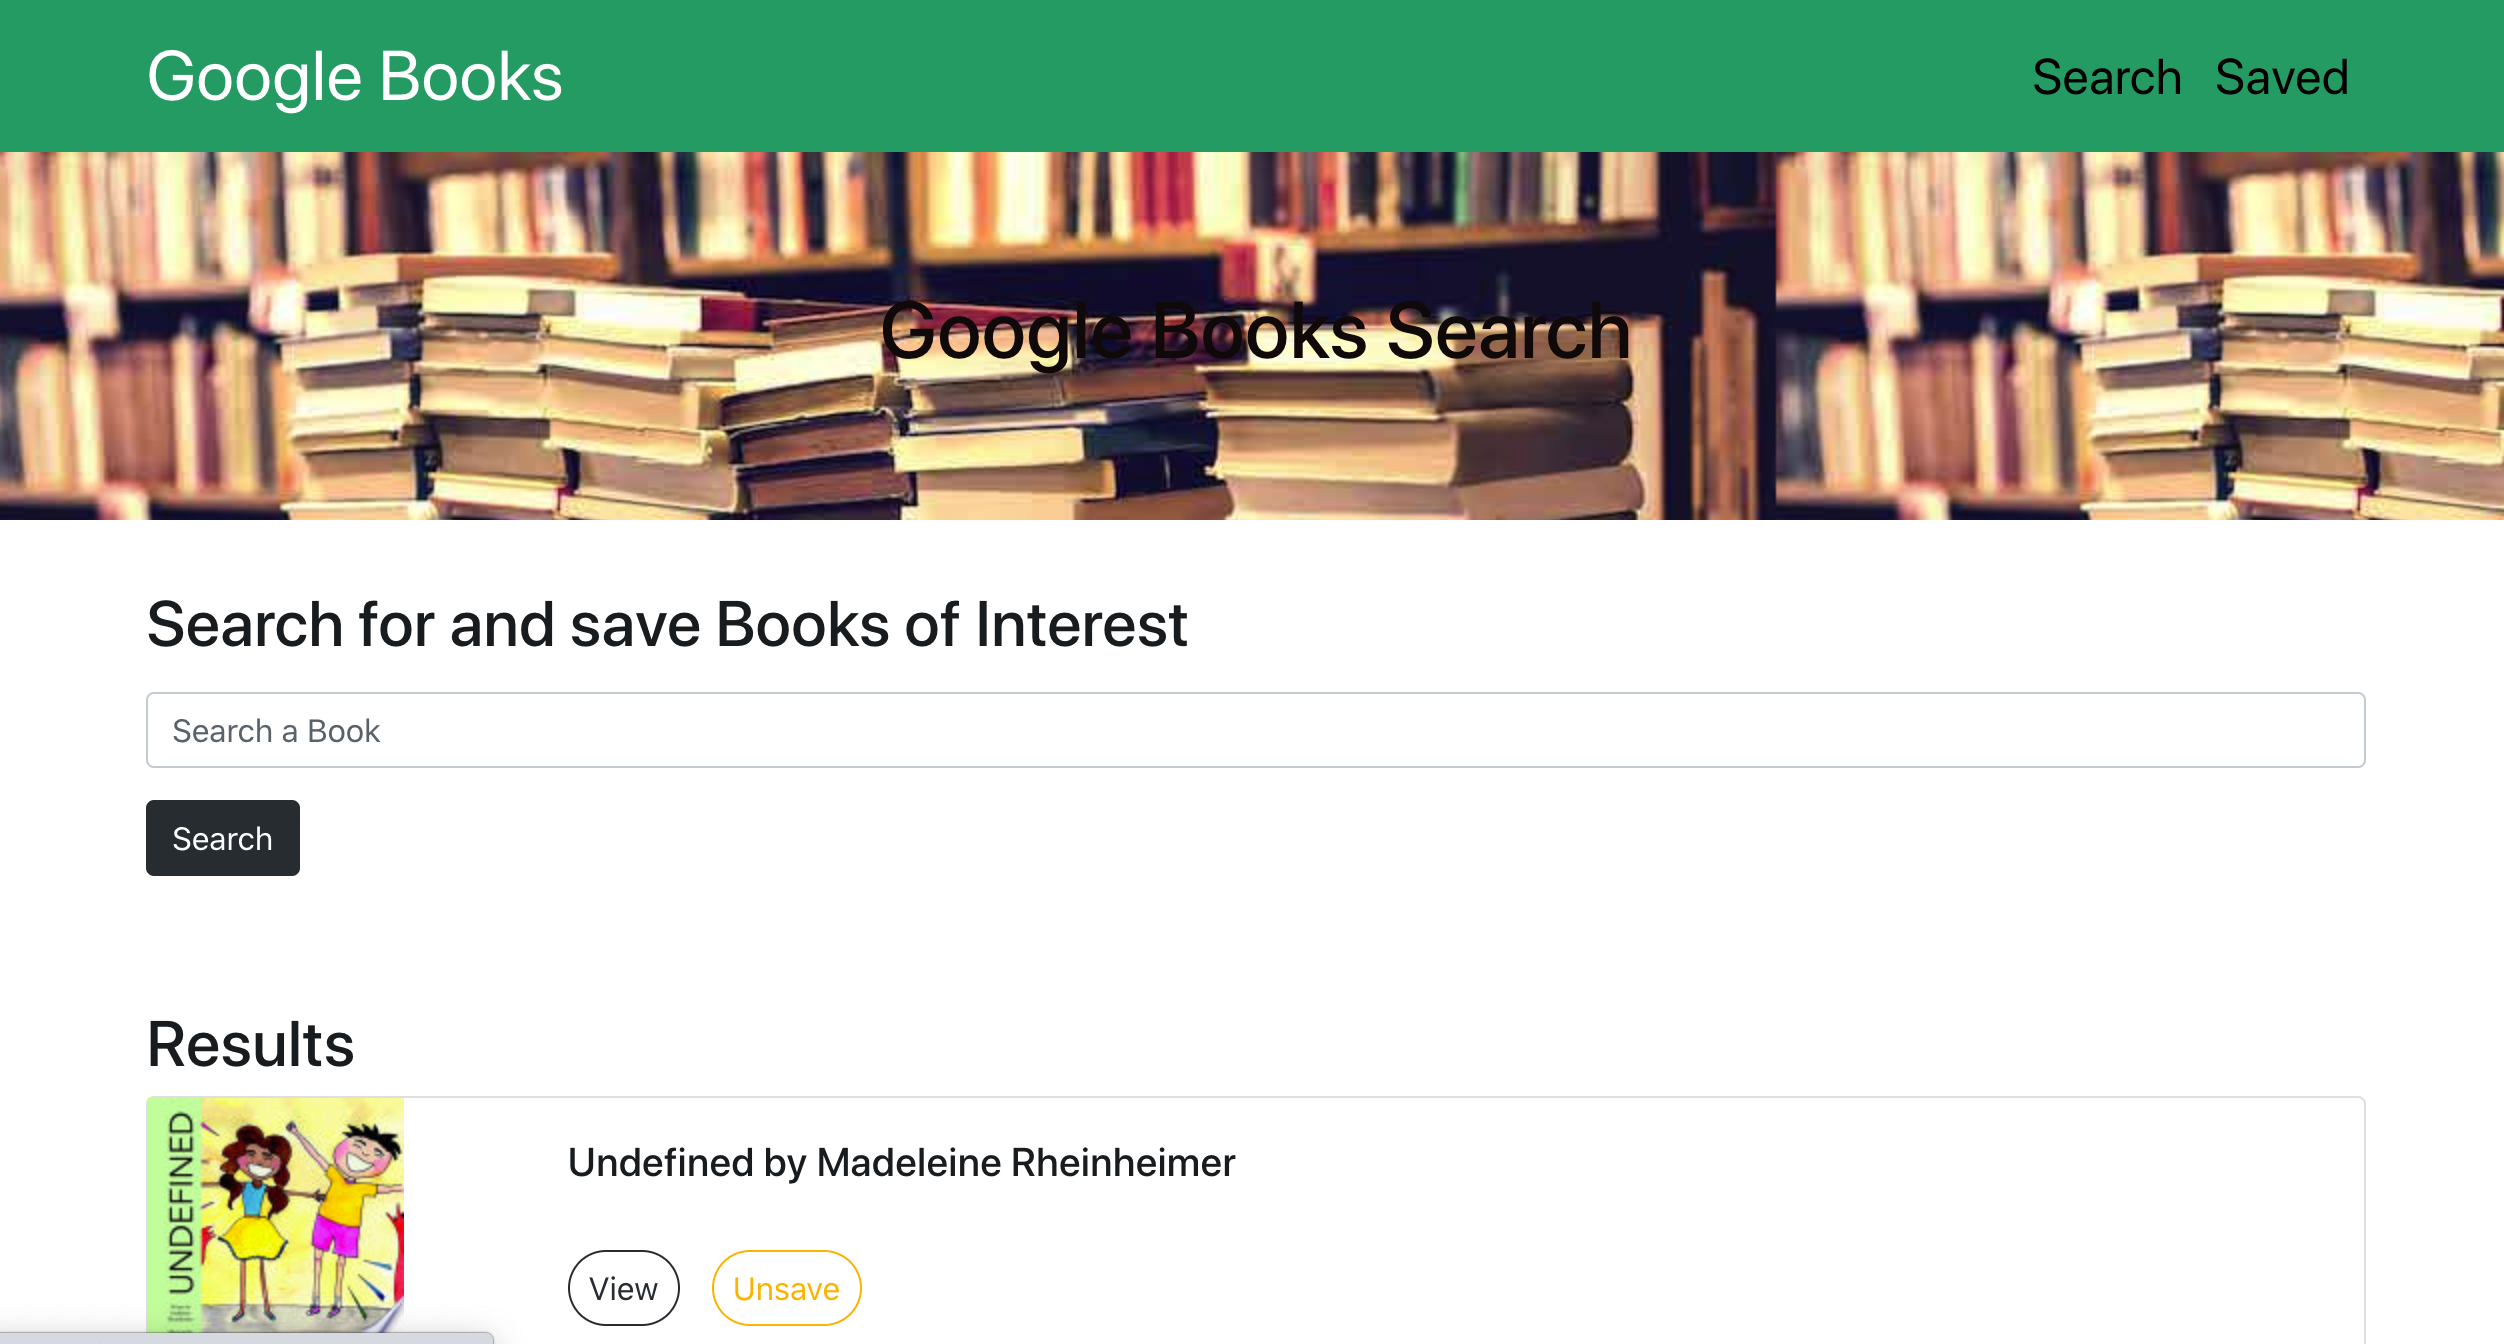 Google Books
Search Saved
Google Books Search
Search for and save Books of Interest
Search a Book
Search
Results
UNDEFINED
Undefined by Madeleine Rheinheimer
View Unsave